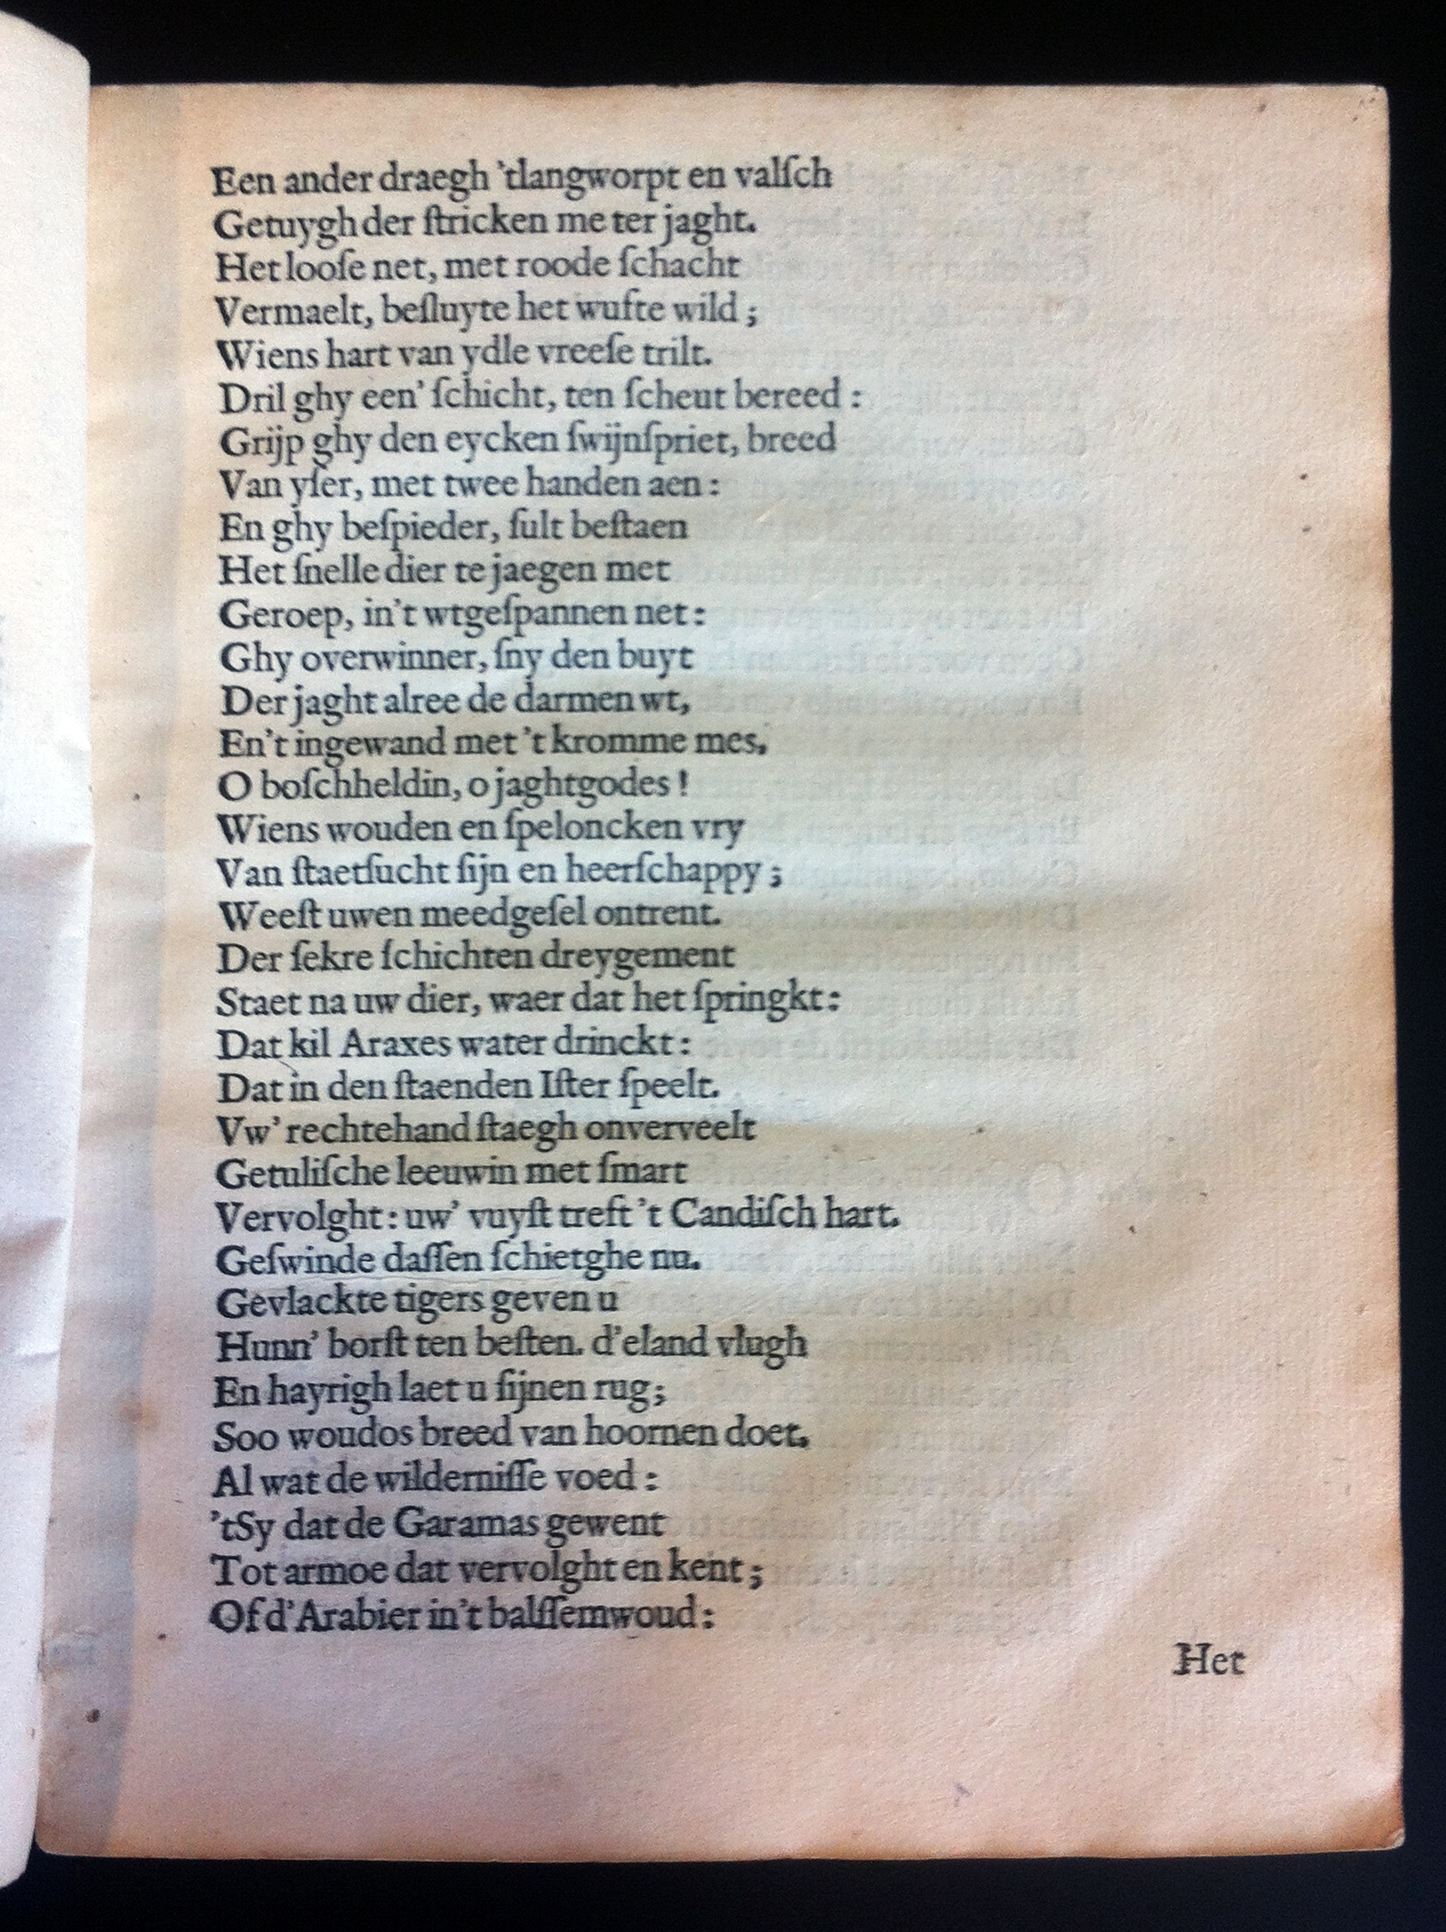 Een ander draegh 'tlangworpt en valſch
Getuygh der ſtricken me ter jaght.
Het looſe net, met roode ſchacht
Vermaelt, beſluyte het wufte wild;
Wiens hart van ydle vreeſe trilt.
Dril ghy een' ſchicht, ten ſcheut bereed:
Grijp ghy den eycken ſwijnſpriet, breed
Van yſer, met twee handen aen:
En ghy beſpieder, ſult beſtaen
Het ſnelle dier te jaegen met
Geroep, in't wtgeſpannen net:
Ghy overwinner, ſny den buyt
Der jaght alree de darmen wt,
En't ingewand met 't kromme mes.
O boſchheldin, o jaghtgodes!
Wiens wouden en ſpeloncken vry
Van ſtaetſucht ſijn en heerſchappy;
Weeſt uwen meedgeſel ontrent.
Der ſekre ſchichten dreygement
Staet na uw dier, waer dat het ſpringkt:
Dat kil Araxes water drinckt:
Dat in den ſtaenden Iſter ſpeelt.
Vw' rechtehand ſtaegh onverveelt
Getuliſche leeuwin met ſmart
Vervolght: uw' vuyſt treft 't Candiſch hart.
Geſwinde daſſen ſchietghe nu.
Gevlackte tigers geven u
Hunn' borſt ten beſten. d'eland vlugh
En hayrigh laet u ſijnen rug;
Soo woudos breed van hoornen doet.
Al wat de wilderniſſe voed:
'tSy dat de Garamas gewent
Tot armoe dat vervolght en kent;
Of d'Arabier in't balſſemwoud:
Het